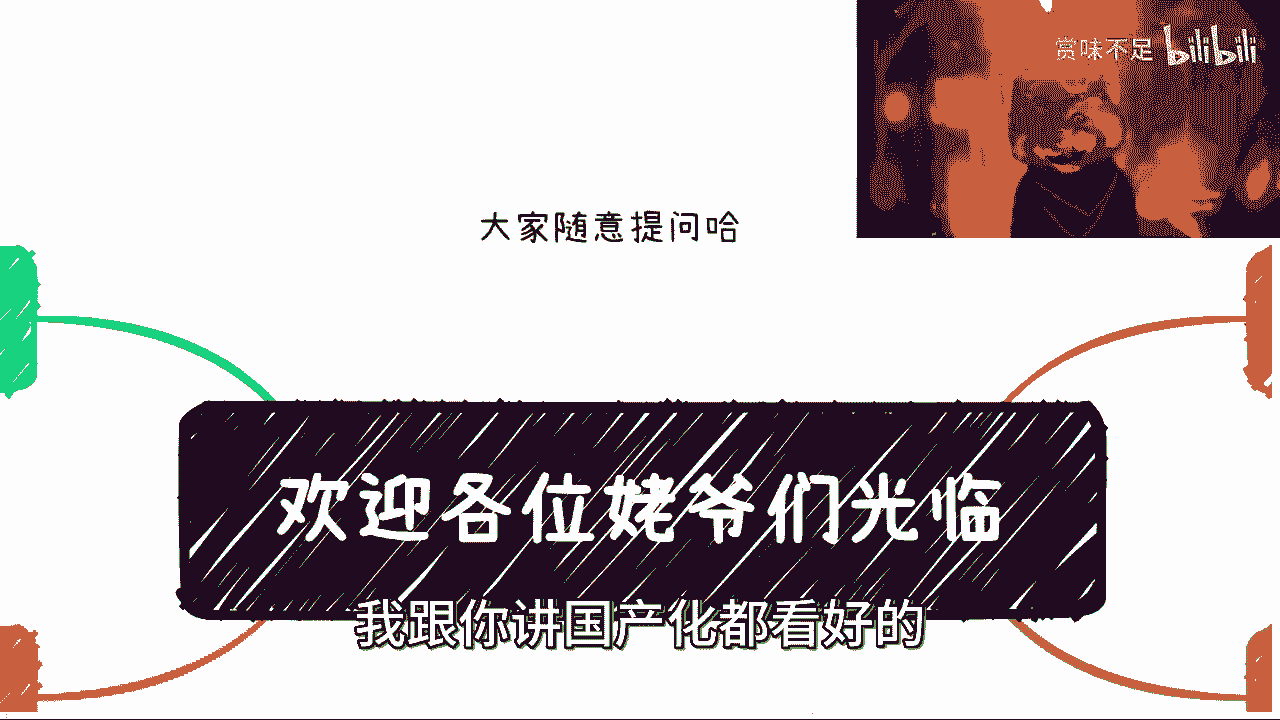 赏味不足 bilibili
大家随意提问哈
欢迎各位姥爷们光临
我跟你讲国产化都看好的